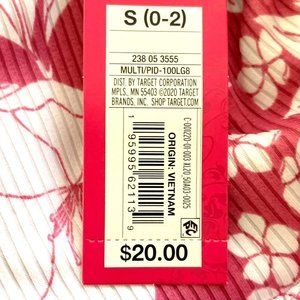 S (0-2)
238 05 3555
MULTI/PID-100LG8
DIST BY TARGET CORPORATION
MPLS, MN 55403 ©2020 TARGET
BRANDS, INC. SHOP TARGET.COM
1 95995 62113 9
ORIGIN: VIETNAM
$20.00